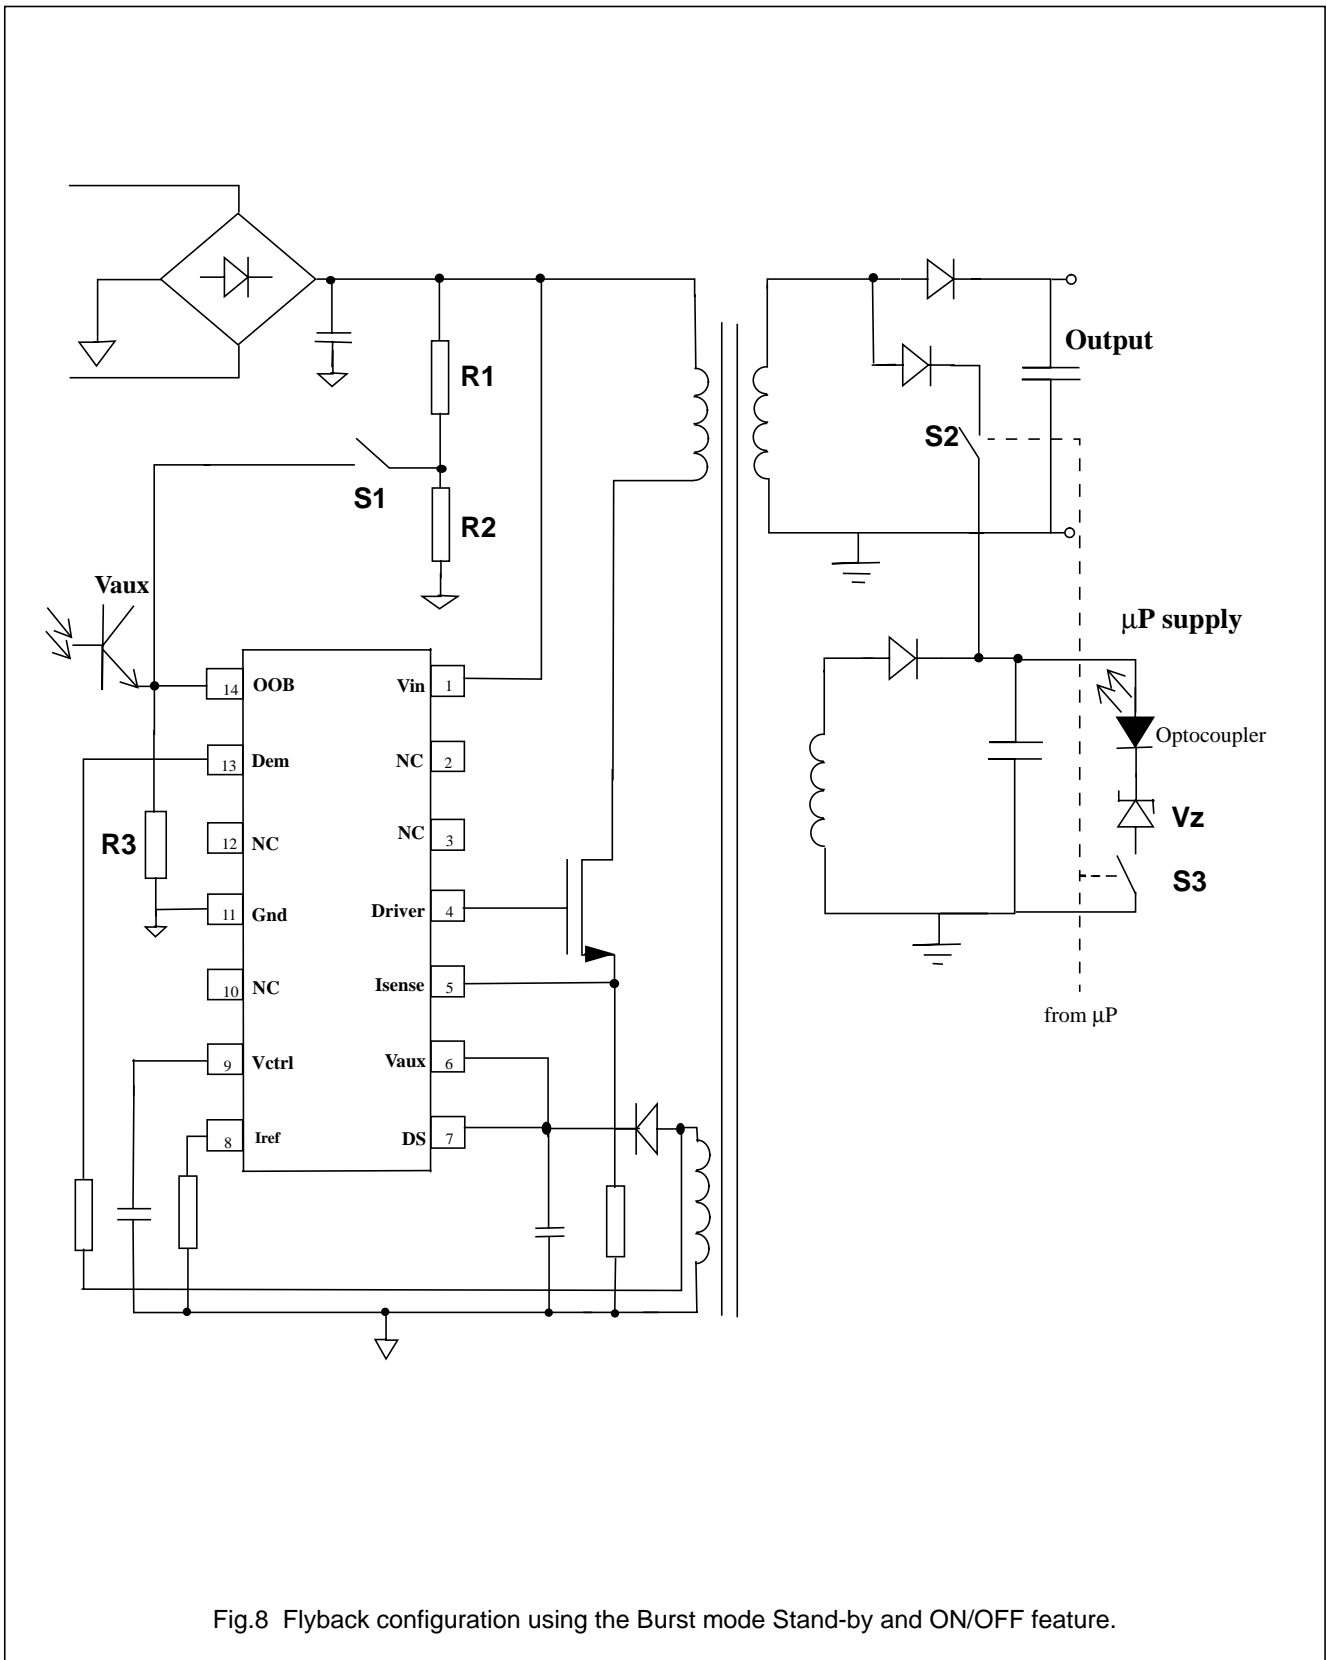 R1
Output
S2
S1
R2
Vaux
μP supply
14 OOB
Vin 1
Optocoupler
13 Dem
NC 2
Vz
R3
12 NC
NC 3
S3
11 Gnd
Driver 4
10 NC
Isense 5
from μP
9 Vctrl
Vaux 6
8 Iref
DS 7
Fig.8 Flyback configuration using the Burst mode Stand-by and ON/OFF feature.